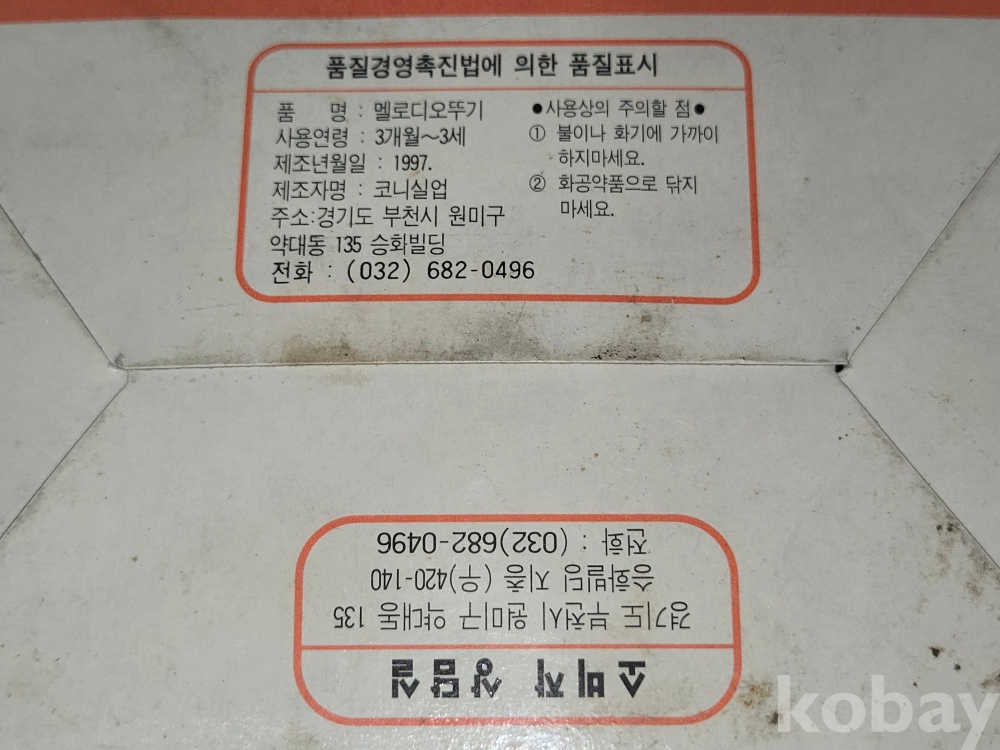 품질경영촉진법에 의한 품질표시
품 명 : 멜로디오뚜기
사용연령 : 3개월~3세
제조년월일 : 1997.
제조자명 : 코니실업
주소:경기도 부천시 원미구
약대동 135 승화빌딩
전화 : (032) 682-0496
●사용상의 주의할 점●
① 불이나 화기에 가까이
하지마세요.
② 화공약품으로 닦지
마세요.
소비자 상담실
경기도 부천시 원미구 약대동 135
승화빌딩 지층 (우)420-140
전화 : (032)682-0496
kobay